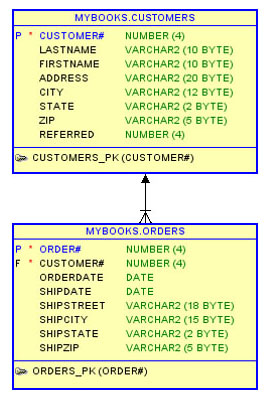 MYBOOKS.CUSTOMERS
P * CUSTOMER# NUMBER (4)
LASTNAME VARCHAR2 (10 BYTE)
FIRSTNAME VARCHAR2 (10 BYTE)
ADDRESS VARCHAR2 (20 BYTE)
CITY VARCHAR2 (12 BYTE)
STATE VARCHAR2 (2 BYTE)
ZIP VARCHAR2 (5 BYTE)
REFERRED NUMBER (4)
CUSTOMERS_PK (CUSTOMER#)
MYBOOKS.ORDERS
P * ORDER# NUMBER (4)
F * CUSTOMER# NUMBER (4)
ORDERDATE DATE
SHIPDATE DATE
SHIPSTREET VARCHAR2 (18 BYTE)
SHIPCITY VARCHAR2 (15 BYTE)
SHIPSTATE VARCHAR2 (2 BYTE)
SHIPZIP VARCHAR2 (5 BYTE)
ORDERS_PK (ORDER#)